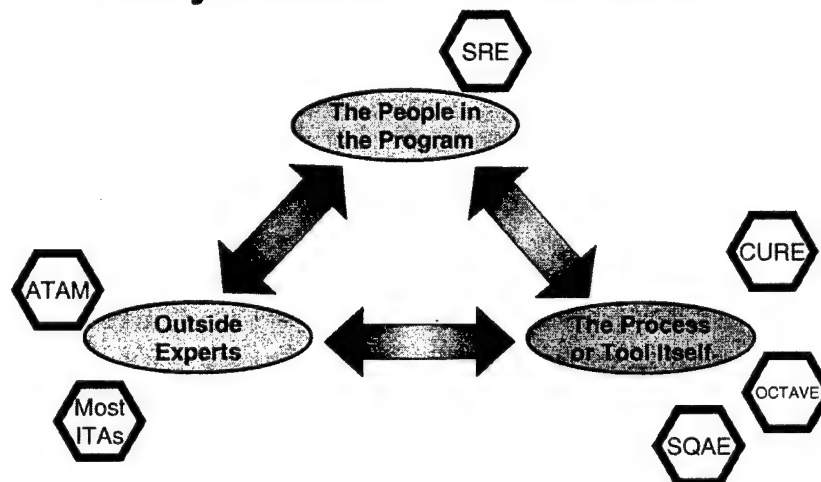 SRE
The People in
the Program
CURE
ATAM
Outside
Experts
The Process
or Tool Itself
OCTAVE
Most
ITAs
SQAE